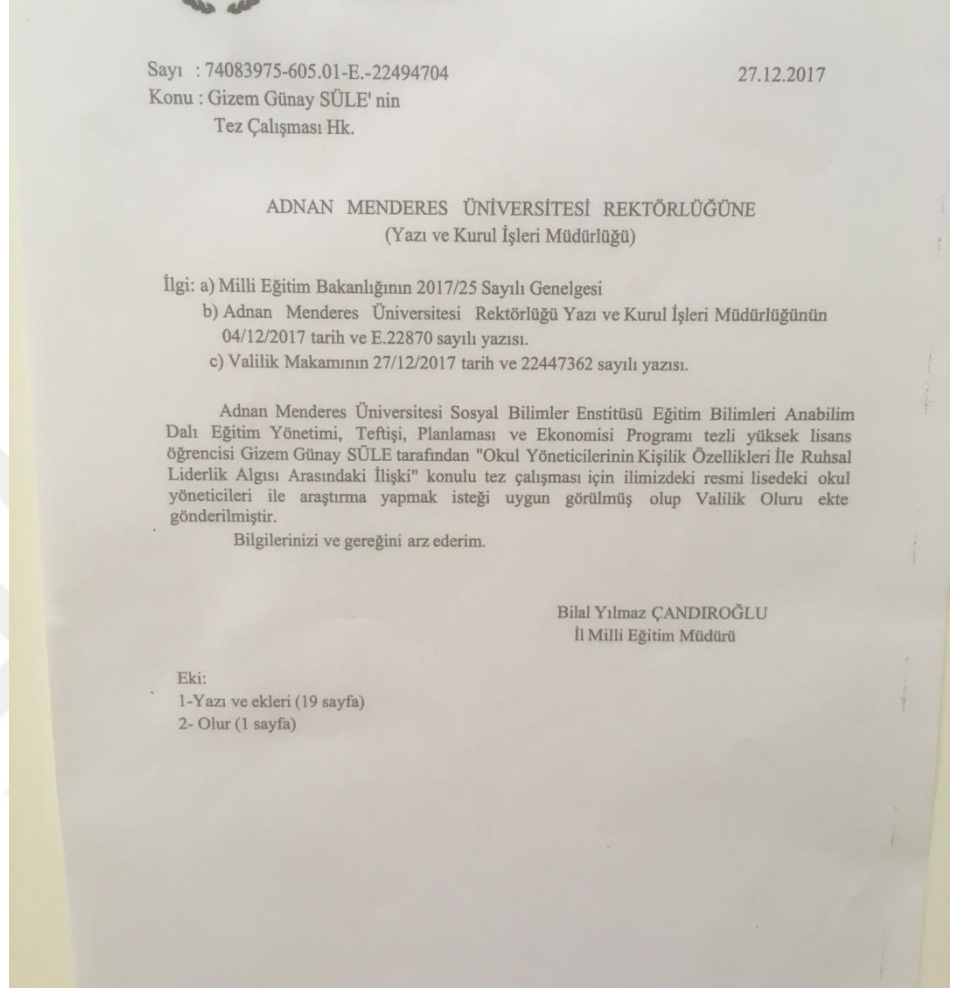 Sayı : 74083975-605.01-E.-22494704 27.12.2017
Konu : Gizem Günay SÜLE' nin
Tez Çalışması Hk.
ADNAN MENDERES ÜNİVERSİTESİ REKTÖRLÜĞÜNE
(Yazı ve Kurul İşleri Müdürlüğü)
İlgi: a) Milli Eğitim Bakanlığının 2017/25 Sayılı Genelgesi
b) Adnan Menderes Üniversitesi Rektörlüğü Yazı ve Kurul İşleri Müdürlüğünün
04/12/2017 tarih ve E.22870 sayılı yazısı.
c) Valilik Makamının 27/12/2017 tarih ve 22447362 sayılı yazısı.
Adnan Menderes Üniversitesi Sosyal Bilimler Enstitüsü Eğitim Bilimleri Anabilim
Dalı Eğitim Yönetimi, Teftişi, Planlaması ve Ekonomisi Programı tezli yüksek lisans
öğrencisi Gizem Günay SÜLE tarafından "Okul Yöneticilerinin Kişilik Özellikleri İle Ruhsal
Liderlik Algısı Arasındaki İlişki" konulu tez çalışması için ilimizdeki resmi lisedeki okul
yöneticileri ile araştırma yapmak isteği uygun görülmüş olup Valilik Oluru ekte
gönderilmiştir.
Bilgilerinizi ve gereğini arz ederim.
Bilal Yılmaz ÇANDIROĞLU
İl Milli Eğitim Müdürü
Eki:
1-Yazı ve ekleri (19 sayfa)
2- Olur (1 sayfa)